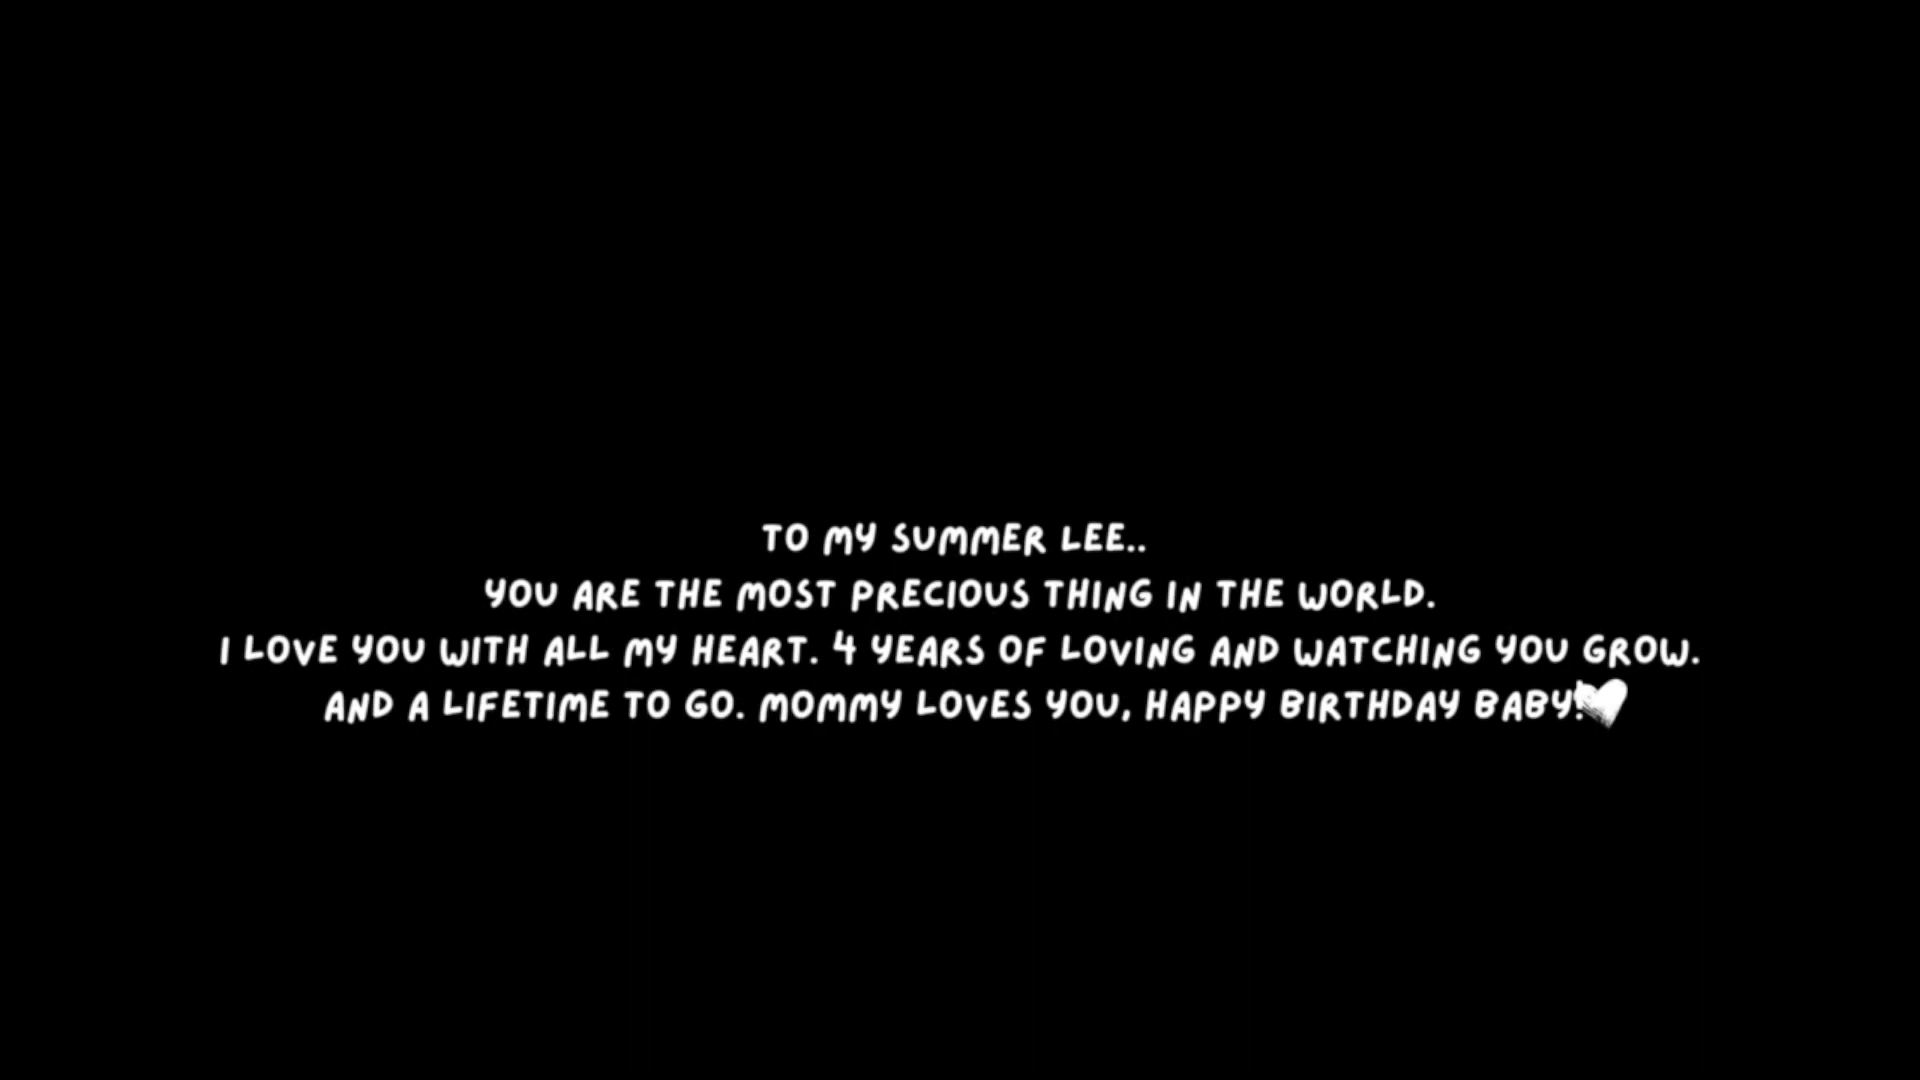 TO MY SUMMER LEE..
YOU ARE THE MOST PRECIOUS THING IN THE WORLD.
I LOVE YOU WITH ALL MY HEART. 4 YEARS OF LOVING AND WATCHING YOU GROW.
AND A LIFETIME TO GO. MOMMY LOVES YOU, HAPPY BIRTHDAY BABY!